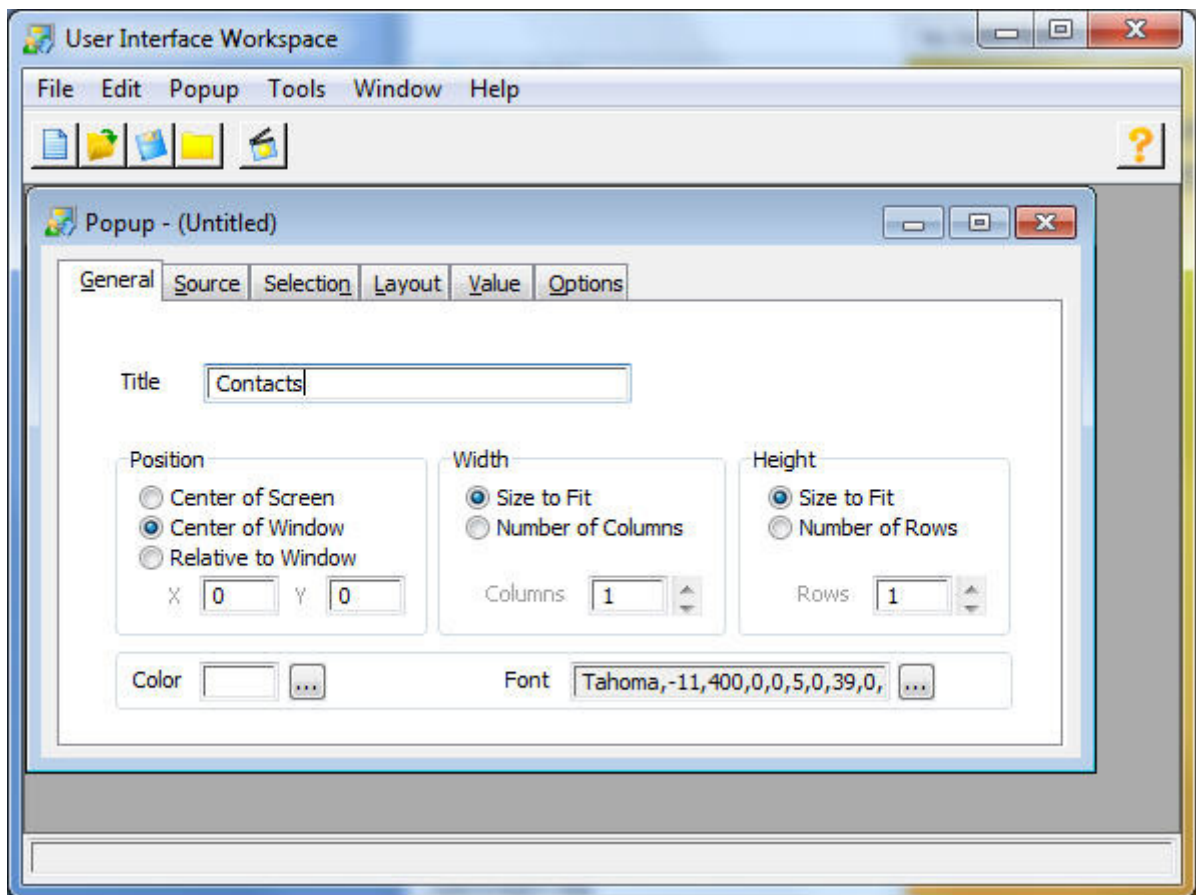 User Interface Workspace
File Edit Popup Tools Window Help
?
Popup - (Untitled)
General Source Selection Layout Value Options
Title Contacts
Position Width Height
Center of Screen Size to Fit Size to Fit
Center of Window Number of Columns Number of Rows
Relative to Window
X 0 Y 0 Columns 1 Rows 1
Color ... Font Tahoma,-11,400,0,0,5,0,39,0, ...